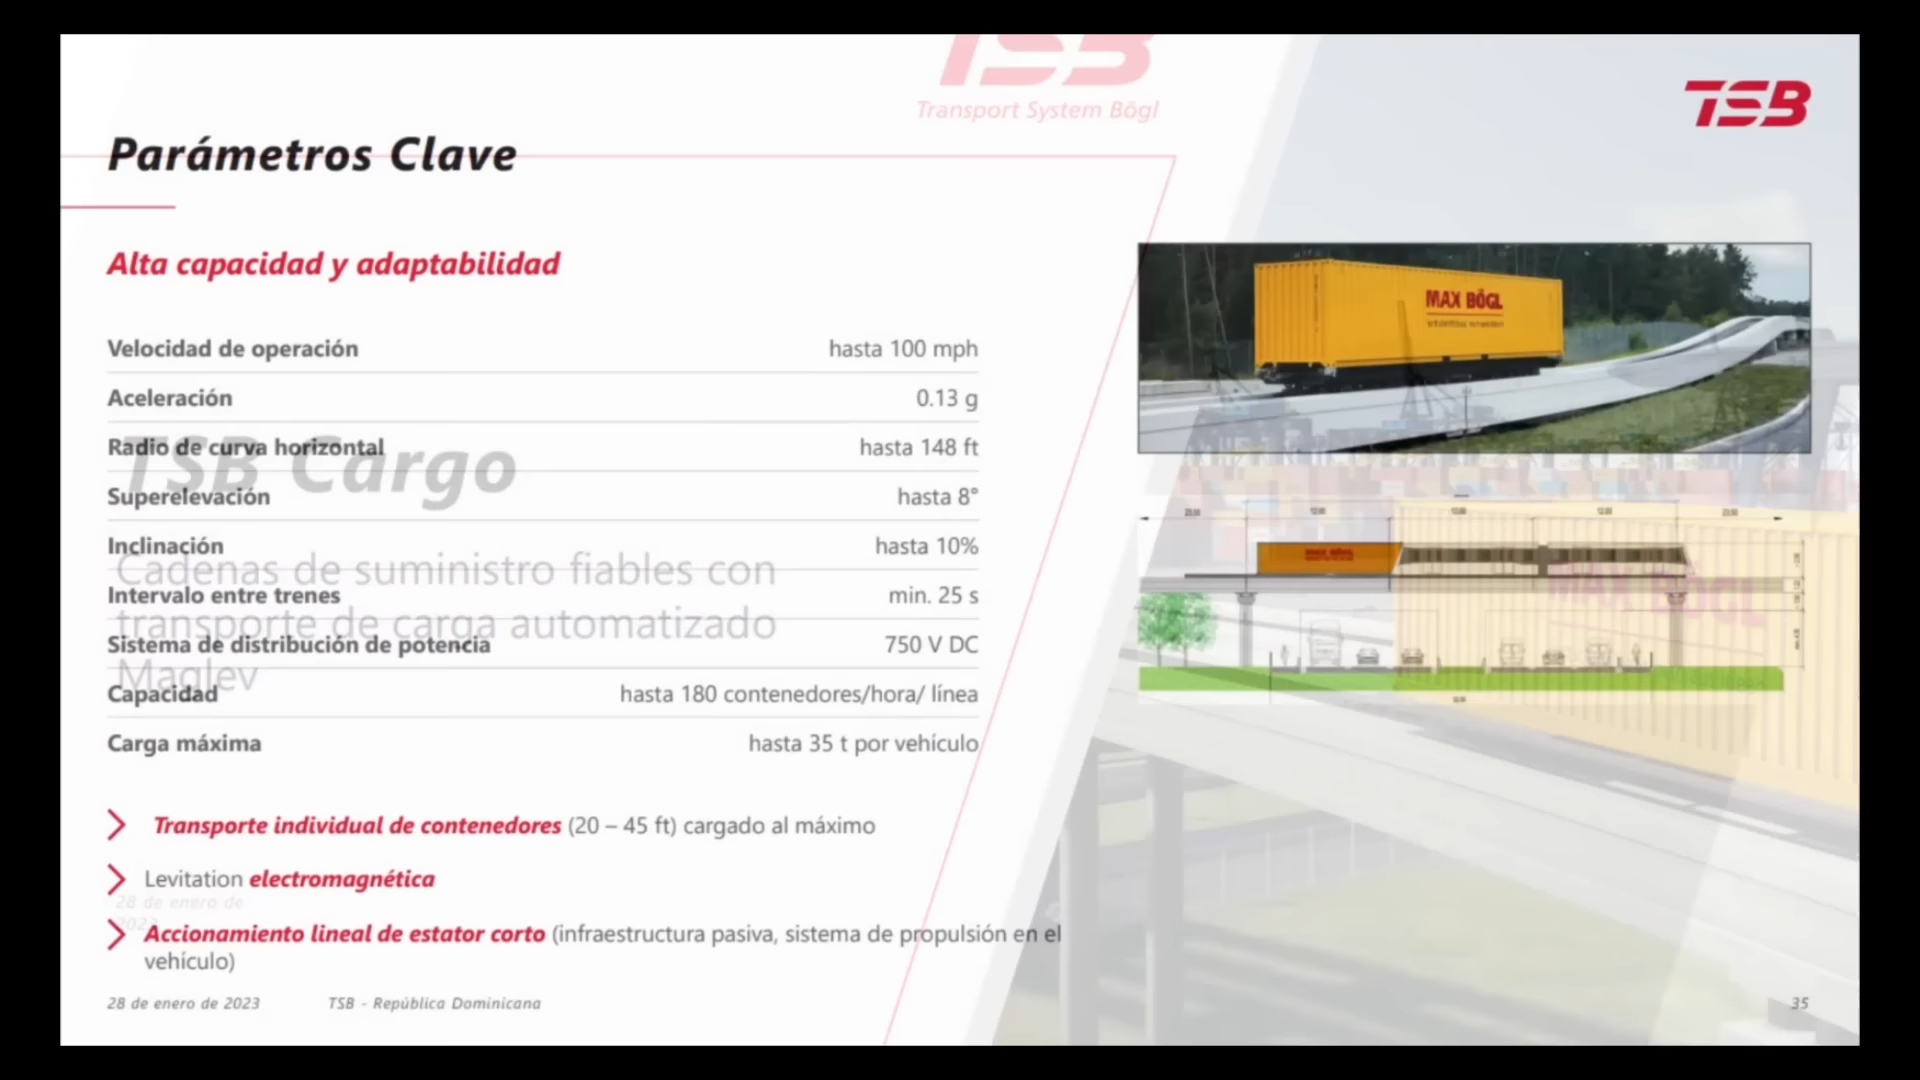 TSB
Transport System Bögl
TSB
Parámetros Clave
Alta capacidad y adaptabilidad
Velocidad de operación hasta 100 mph
Aceleración 0.13 g
Radio de curva horizontal hasta 148 ft
Superelevación hasta 8°
Inclinación hasta 10%
Intervalo entre trenes min. 25 s
Sistema de distribución de potencia 750 V DC
Capacidad hasta 180 contenedores/hora/ línea
Carga máxima hasta 35 t por vehículo
TSB Cargo
Cadenas de suministro fiables con
transporte de carga automatizado
Maglev
Transporte individual de contenedores (20 – 45 ft) cargado al máximo
Levitation electromagnética
Accionamiento lineal de estator corto (infraestructura pasiva, sistema de propulsión en el
vehículo)
28 de enero de
2023
MAX BÖGL
MAX BÖGL
MAX BÖGL
28 de enero de 2023 TSB - República Dominicana 35